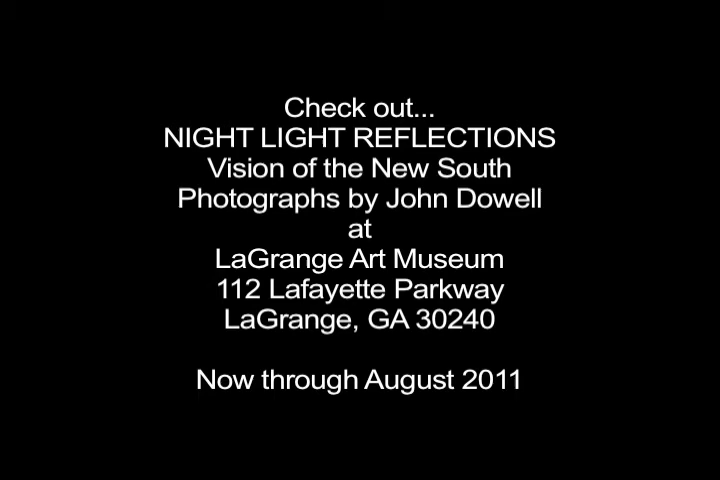 Check out...
NIGHT LIGHT REFLECTIONS
Vision of the New South
Photographs by John Dowell
at
LaGrange Art Museum
112 Lafayette Parkway
LaGrange, GA 30240
Now through August 2011